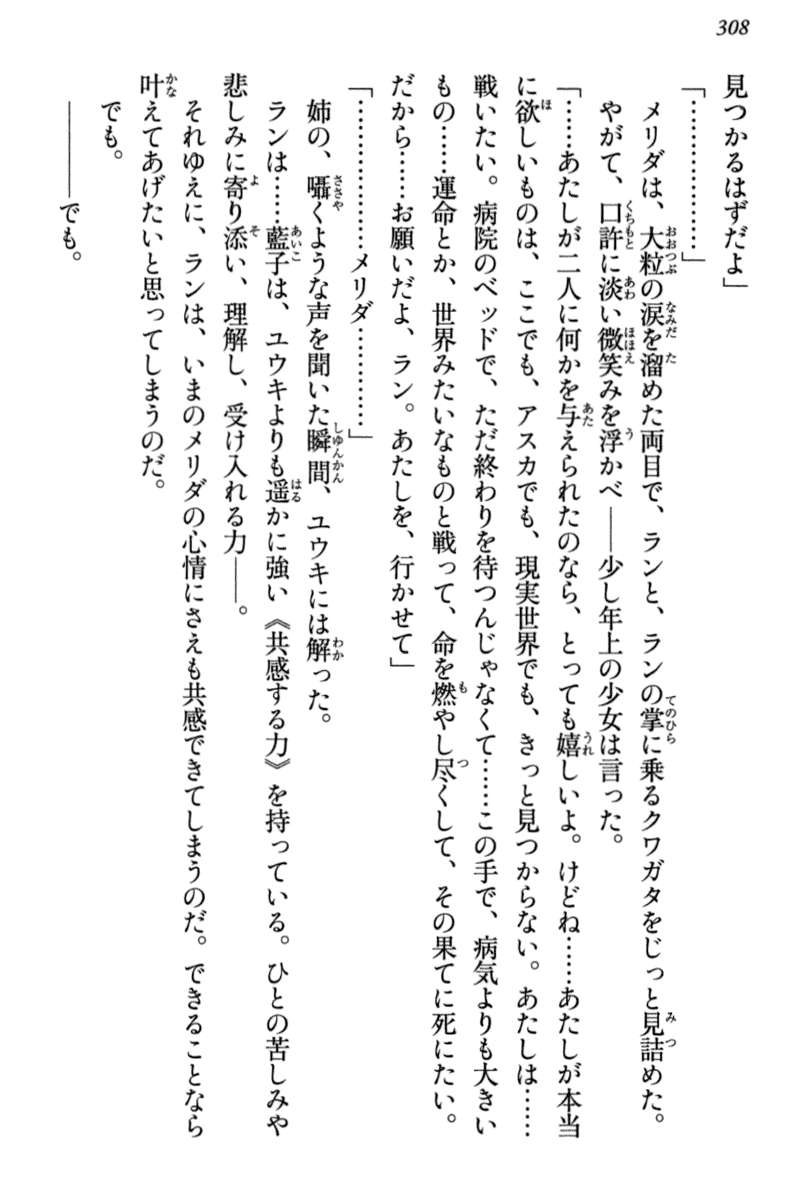 308
見つかるはずだよ」
「………………」
メリダは、大粒の涙を溜めた両目で、ランと、ランの掌に乗るクワガタをじっと見詰めた。
やがて、口許に淡い微笑みを浮かべ――少し年上の少女は言った。
「……あたしが二人に何かを与えられたのなら、とっても嬉しいよ。けどね……あたしが本当
に欲しいものは、ここでも、アスカでも、現実世界でも、きっと見つからない。あたしは……
戦いたい。病院のベッドで、ただ終わりを待つんじゃなくて……この手で、病気よりも大きい
もの……運命とか、世界みたいなものと戦って、命を燃やし尽くして、その果てに死にたい。
だから……お願いだよ、ラン。あたしを、行かせて」
「………………メリダ…………」
姉の、囁くような声を聞いた瞬間、ユウキには解った。
ランは……藍子は、ユウキよりも遥かに強い《共感する力》を持っている。ひとの苦しみや
悲しみに寄り添い、理解し、受け入れる力――。
それゆえに、ランは、いまのメリダの心情にさえも共感できてしまうのだ。できることなら
叶えてあげたいと思ってしまうのだ。
でも。
――――でも。